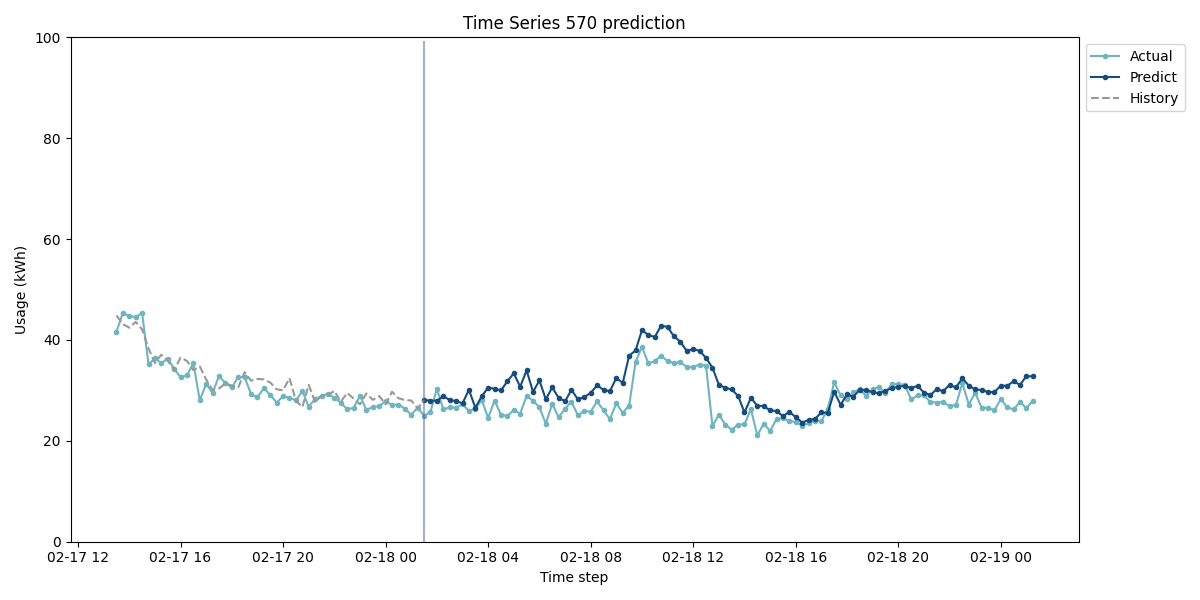 Time Series 570 prediction
100
80
60
40
20
0
Usage (kWh)
02-17 12
02-17 16
02-17 20
02-18 00
02-18 04
02-18 08
02-18 12
02-18 16
02-18 20
02-19 00
Time step
Actual
Predict
History